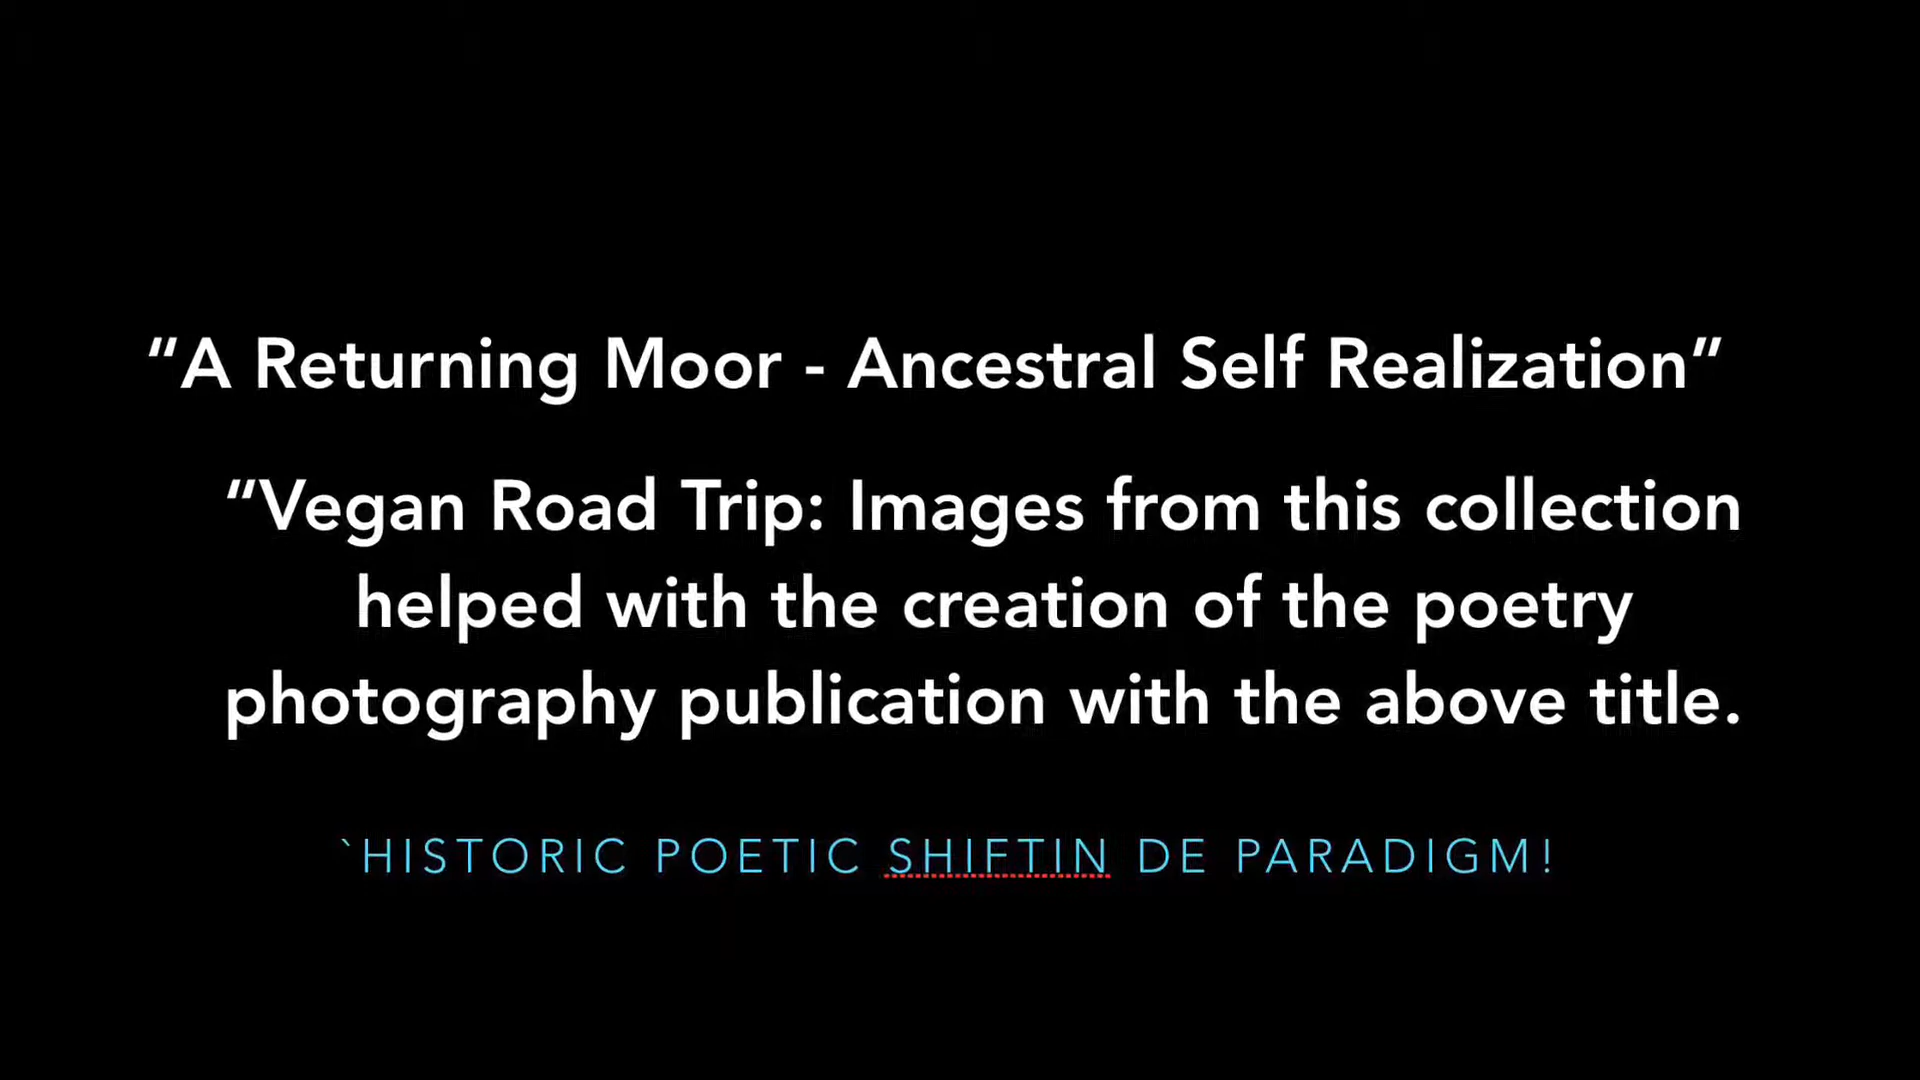 “A Returning Moor - Ancestral Self Realization”
“Vegan Road Trip: Images from this collection
helped with the creation of the poetry
photography publication with the above title.
`HISTORIC POETIC SHIFTIN DE PARADIGM!